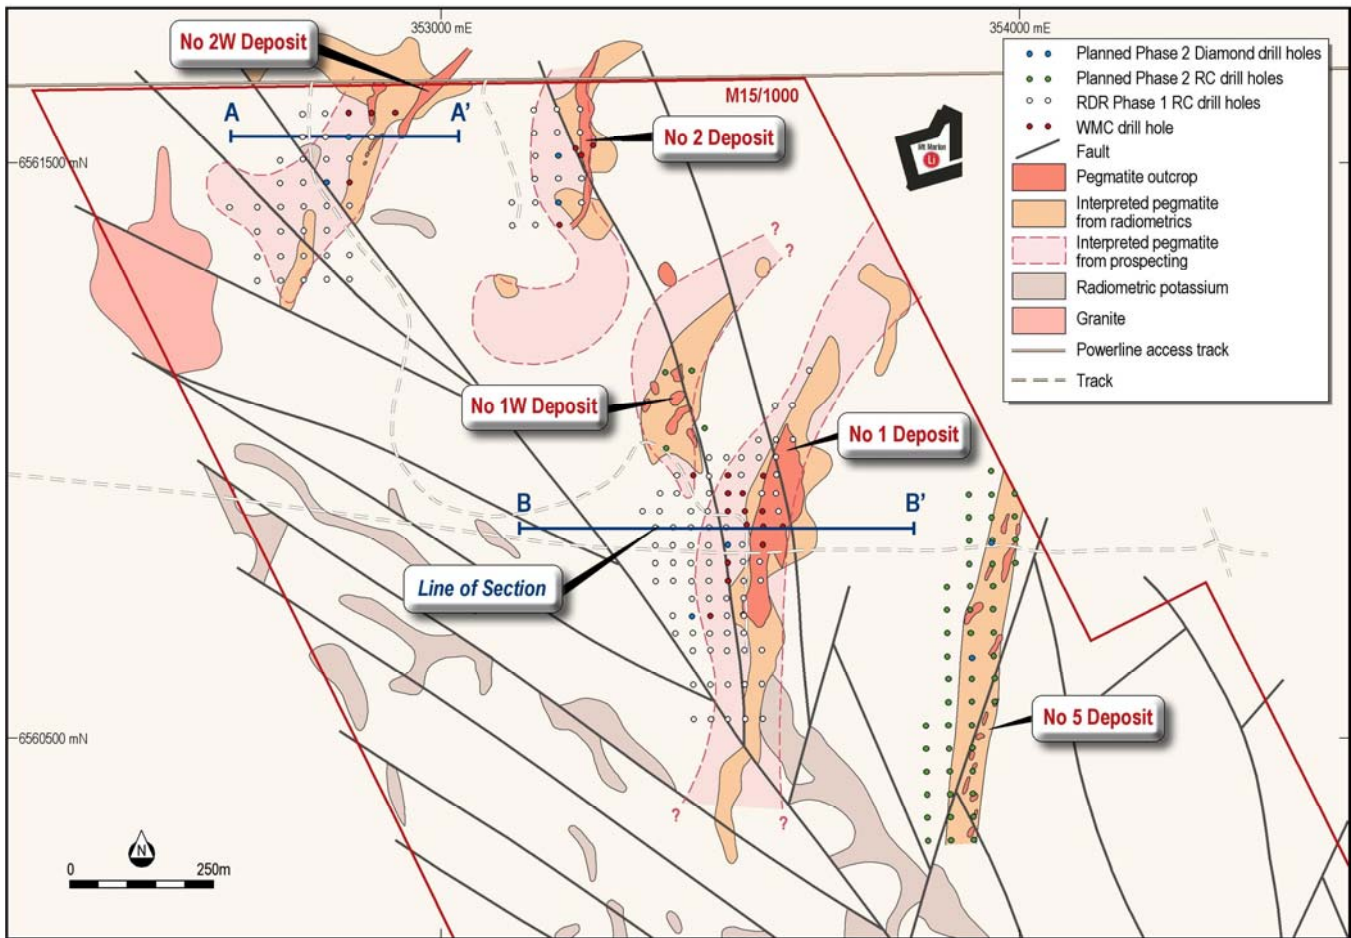 353000 mE
354000 mE
No 2W Deposit
M15/1000
A
A'
No 2 Deposit
Mt Marion
Li
6561500 mN
Planned Phase 2 Diamond drill holes
Planned Phase 2 RC drill holes
RDR Phase 1 RC drill holes
WMC drill hole
Fault
Pegmatite outcrop
Interpreted pegmatite
from radiometrics
Interpreted pegmatite
from prospecting
Radiometric potassium
Granite
Powerline access track
Track
?
?
No 1W Deposit
No 1 Deposit
B
B'
Line of Section
No 5 Deposit
6560500 mN
?
?
N
0
250m